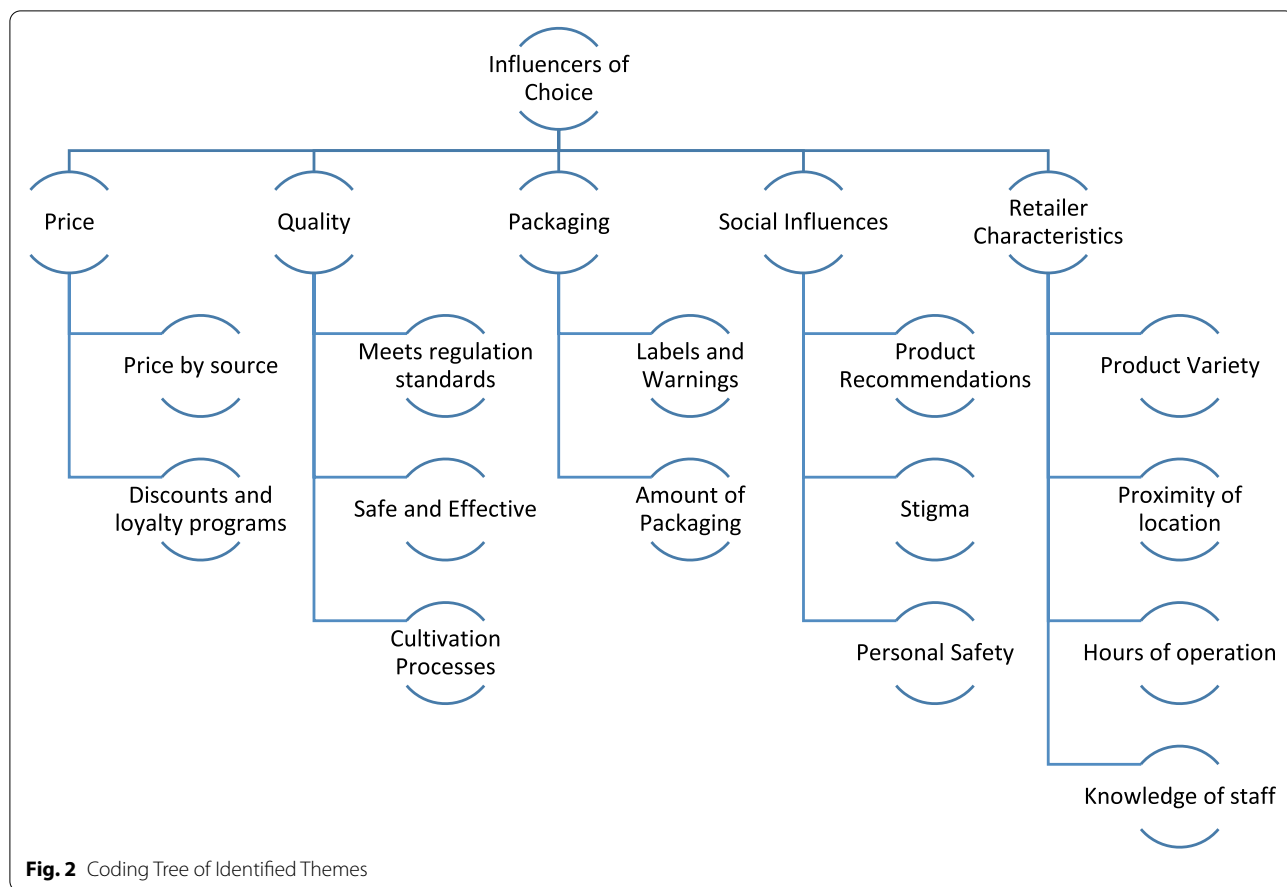 Influencers of
Choice
Price
Quality
Packaging
Social Influences
Retailer
Characteristics
Price by source
Meets regulation
standards
Labels and
Warnings
Product
Recommendations
Product Variety
Discounts and
loyalty programs
Safe and Effective
Amount of
Packaging
Stigma
Proximity of
location
Cultivation
Processes
Personal Safety
Hours of operation
Knowledge of staff
Fig. 2 Coding Tree of Identified Themes